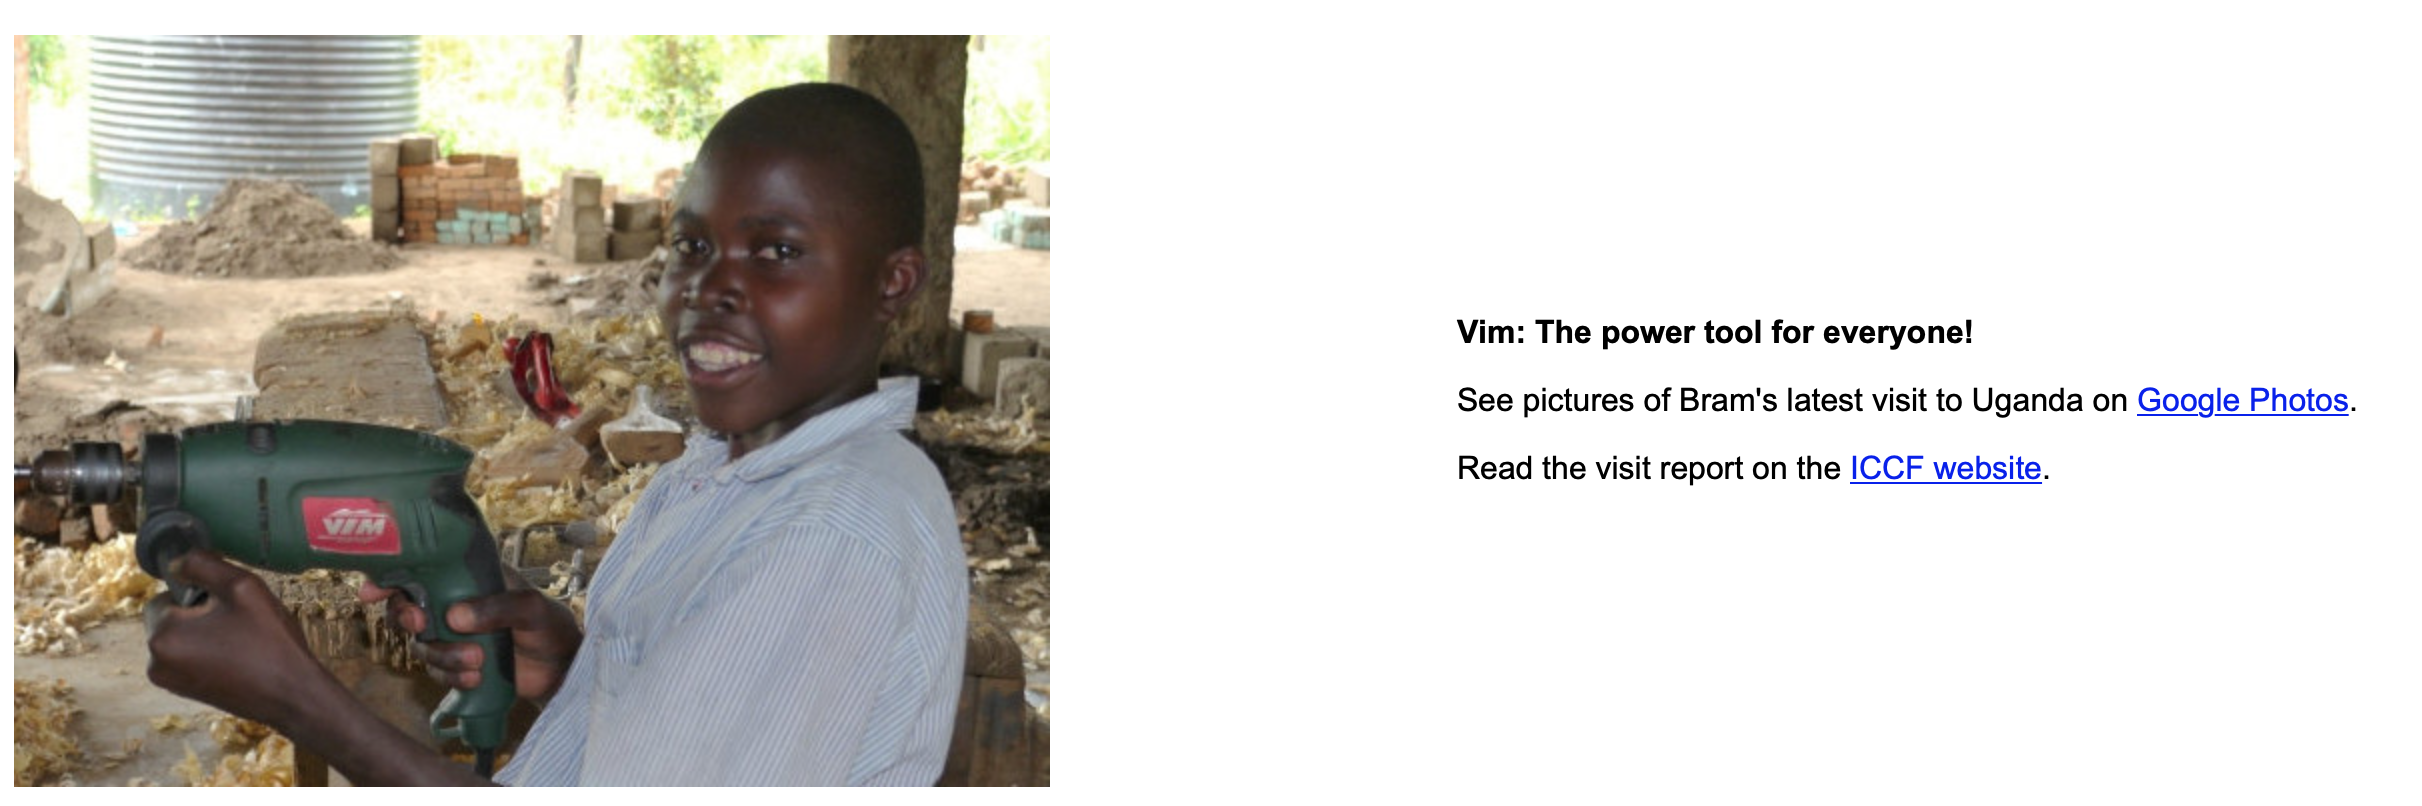 VIM
Vim: The power tool for everyone!
See pictures of Bram's latest visit to Uganda on Google Photos.
Read the visit report on the ICCF website.